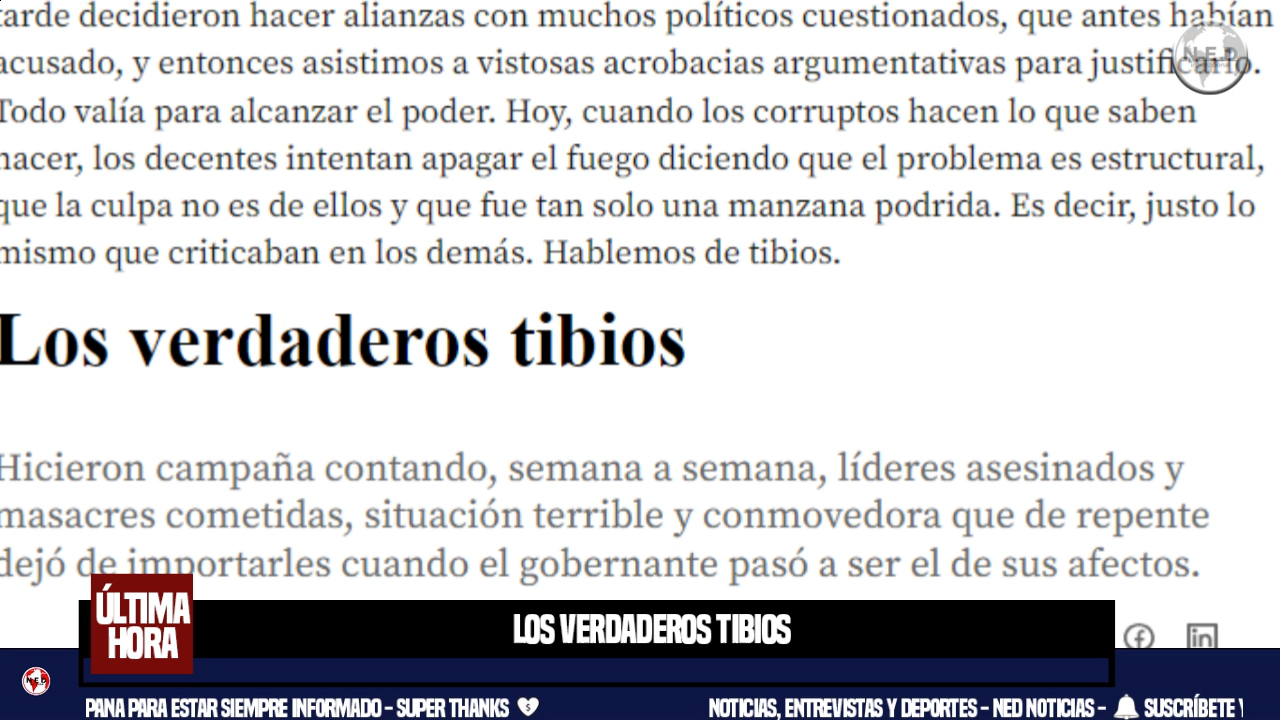 tarde decidieron hacer alianzas con muchos políticos cuestionados, que antes habían
acusado, y entonces asistimos a vistosas acrobacias argumentativas para justificarlo.
Todo valía para alcanzar el poder. Hoy, cuando los corruptos hacen lo que saben
hacer, los decentes intentan apagar el fuego diciendo que el problema es estructural,
que la culpa no es de ellos y que fue tan solo una manzana podrida. Es decir, justo lo
mismo que criticaban en los demás. Hablemos de tibios.
Los verdaderos tibios
Hicieron campaña contando, semana a semana, líderes asesinados y
masacres cometidas, situación terrible y conmovedora que de repente
dejó de importarles cuando el gobernante pasó a ser el de sus afectos.
ÚLTIMA
HORA
LOS VERDADEROS TIBIOS
PANA PARA ESTAR SIEMPRE INFORMADO - SUPER THANKS
NOTICIAS, ENTREVISTAS Y DEPORTES - NED NOTICIAS - SUSCRÍBETE
N.E.D
N.E.D
in